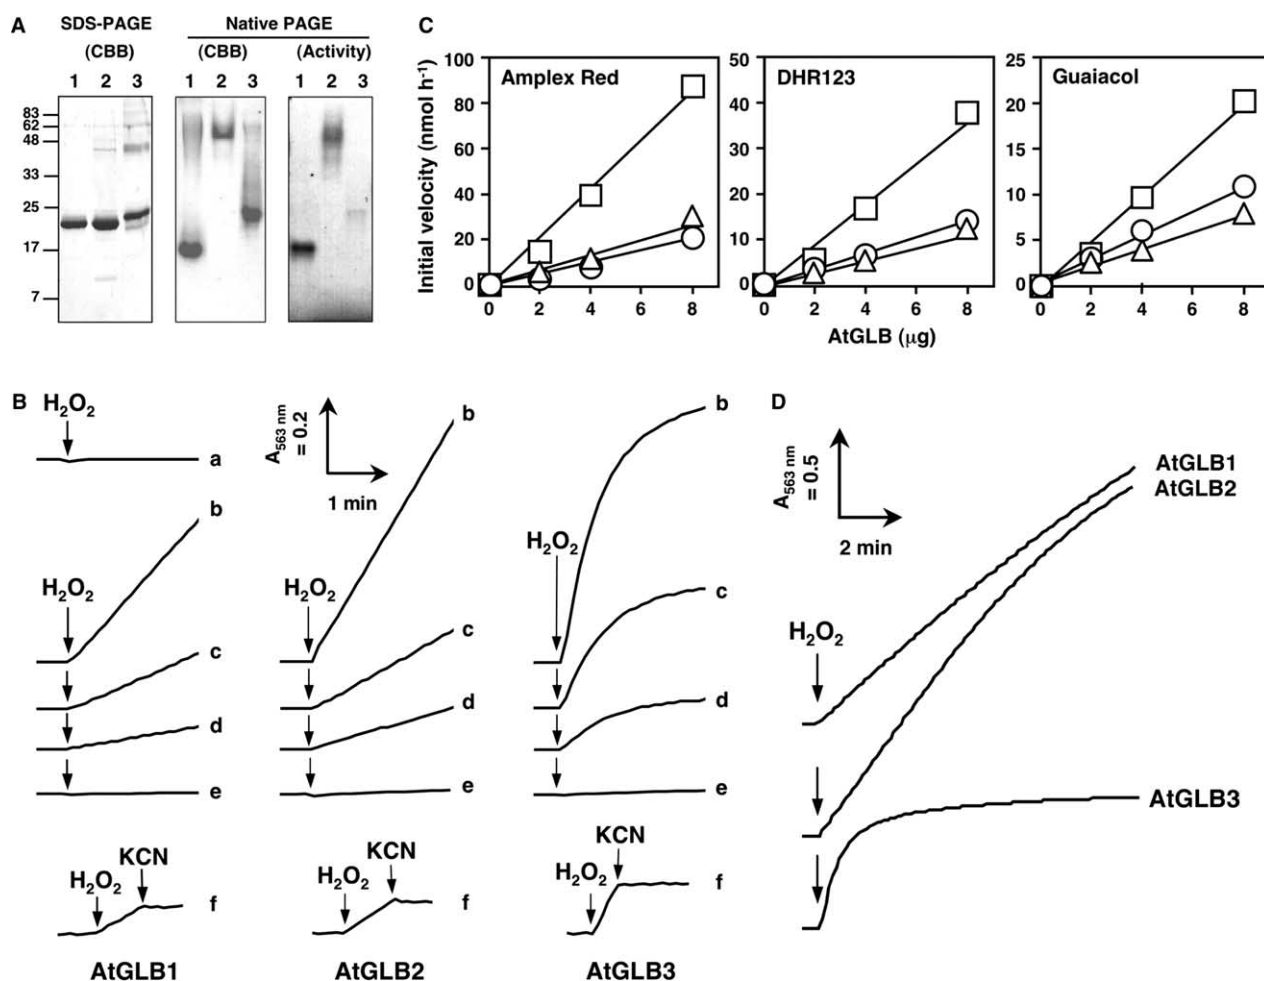 A
SDS-PAGE
(CBB)
Native PAGE
(CBB)
(Activity)
1 2 3
1 2 3
1 2 3
83
62
48
33
25
17
7
C
Initial velocity (nmol h⁻¹)
Amplex Red
100
80
60
40
20
0
0 2 4 6 8
DHR123
50
40
30
20
10
0
0 2 4 6 8
Guaiacol
25
20
15
10
5
0
0 2 4 6 8
AtGLB (μg)
B
H₂O₂
a
b
H₂O₂
c
d
e
KCN
H₂O₂
f
AtGLB1
A₅₆₃ ₙₘ
= 0.2
1 min
b
H₂O₂
c
d
e
KCN
H₂O₂
f
AtGLB2
b
H₂O₂
c
d
e
KCN
H₂O₂
f
AtGLB3
D
A₅₆₃ ₙₘ
= 0.5
2 min
AtGLB1
AtGLB2
H₂O₂
AtGLB3